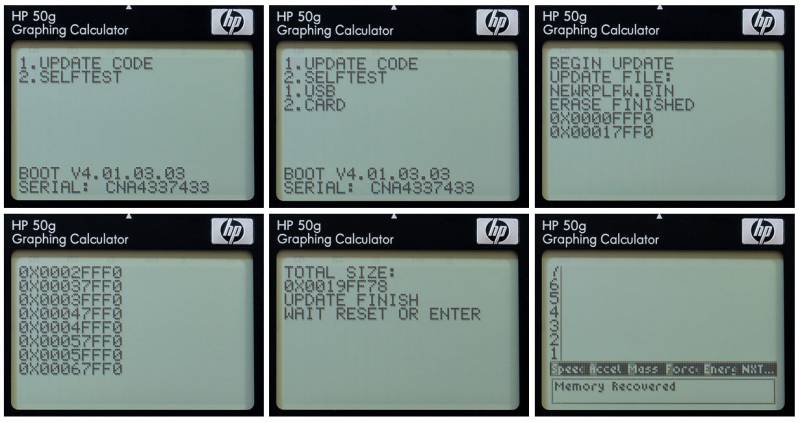 HP 50g
Graphing Calculator
hp
1.UPDATE CODE
2.SELFTEST
BOOT V4.01.03.03
SERIAL: CNA4337433
HP 50g
Graphing Calculator
hp
1.UPDATE CODE
2.SELFTEST
1.USB
2.CARD
BOOT V4.01.03.03
SERIAL: CNA4337433
HP 50g
Graphing Calculator
hp
BEGIN UPDATE
UPDATE FILE:
NEWRPLFW.BIN
ERASE FINISHED
0X0000FFF0
0X00017FF0
HP 50g
Graphing Calculator
hp
0X0002FFF0
0X00037FF0
0X0003FFF0
0X00047FF0
0X0004FFF0
0X00057FF0
0X0005FFF0
0X00067FF0
HP 50g
Graphing Calculator
hp
TOTAL SIZE:
0X0019FF78
UPDATE FINISH
WAIT RESET OR ENTER
HP 50g
Graphing Calculator
hp
7
6
5
4
3
2
1
Speed Accel Mass Force Energ NXT...
Memory Recovered